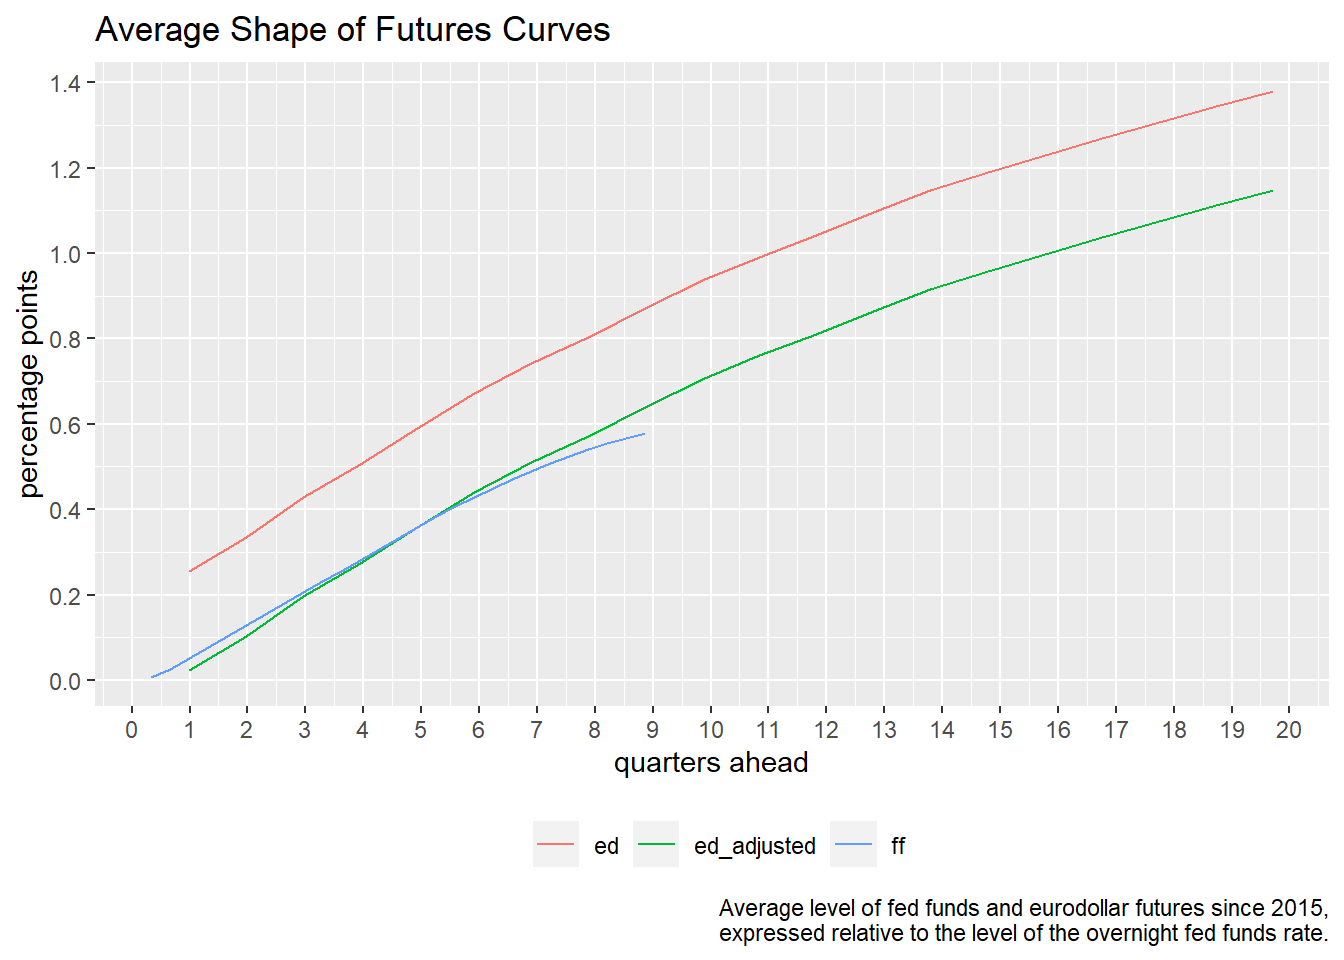 Average Shape of Futures Curves
percentage points
1.4
1.2
1.0
0.8
0.6
0.4
0.2
0.0
0 1 2 3 4 5 6 7 8 9 10 11 12 13 14 15 16 17 18 19 20
quarters ahead
ed ed_adjusted ff
Average level of fed funds and eurodollar futures since 2015,
expressed relative to the level of the overnight fed funds rate.